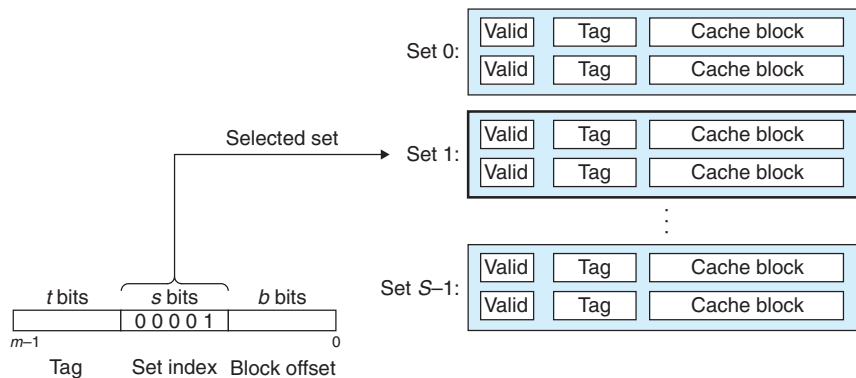 Set 0:
Valid Tag Cache block
Valid Tag Cache block
Selected set
Set 1:
Valid Tag Cache block
Valid Tag Cache block
Set S–1:
Valid Tag Cache block
Valid Tag Cache block
t bits s bits b bits
0 0 0 0 1
m–1 0
Tag Set index Block offset